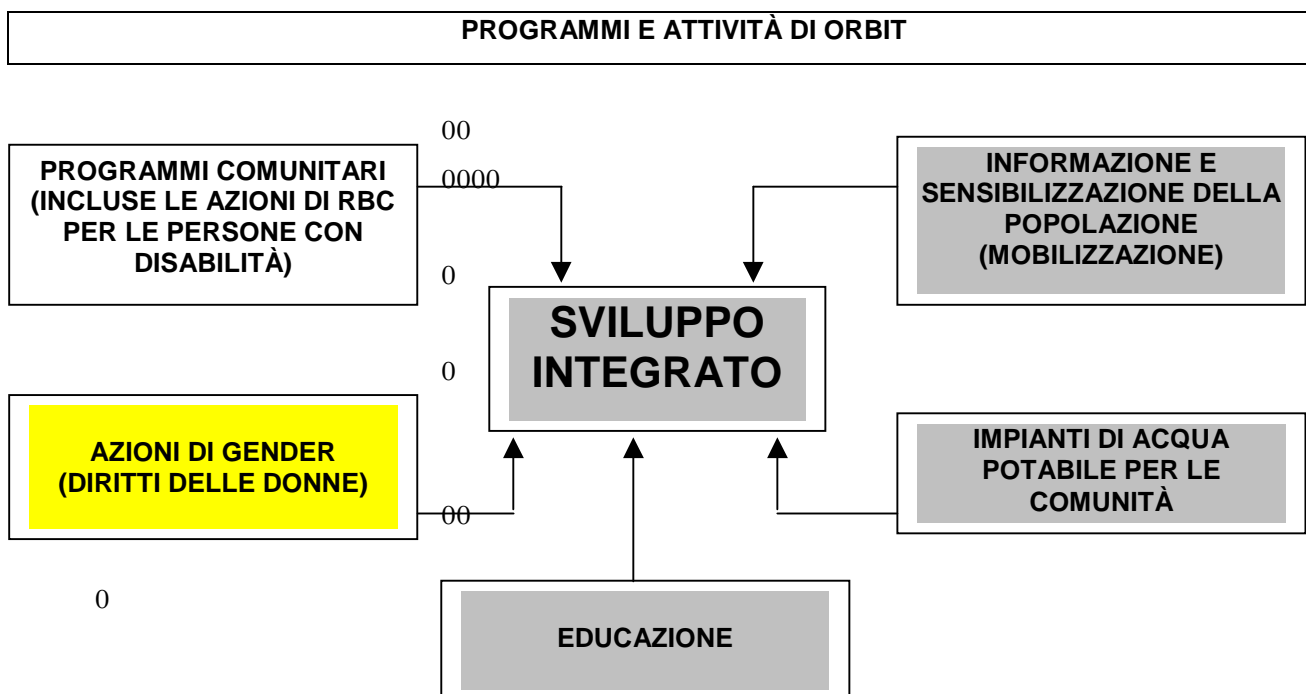 PROGRAMMI E ATTIVITÀ DI ORBIT
00
0000
PROGRAMMI COMUNITARI
(INCLUSE LE AZIONI DI RBC
PER LE PERSONE CON
DISABILITÀ)
INFORMAZIONE E
SENSIBILIZZAZIONE DELLA
POPOLAZIONE
(MOBILIZZAZIONE)
0
SVILUPPO
INTEGRATO
0
AZIONI DI GENDER
(DIRITTI DELLE DONNE)
IMPIANTI DI ACQUA
POTABILE PER LE
COMUNITÀ
00
0
EDUCAZIONE